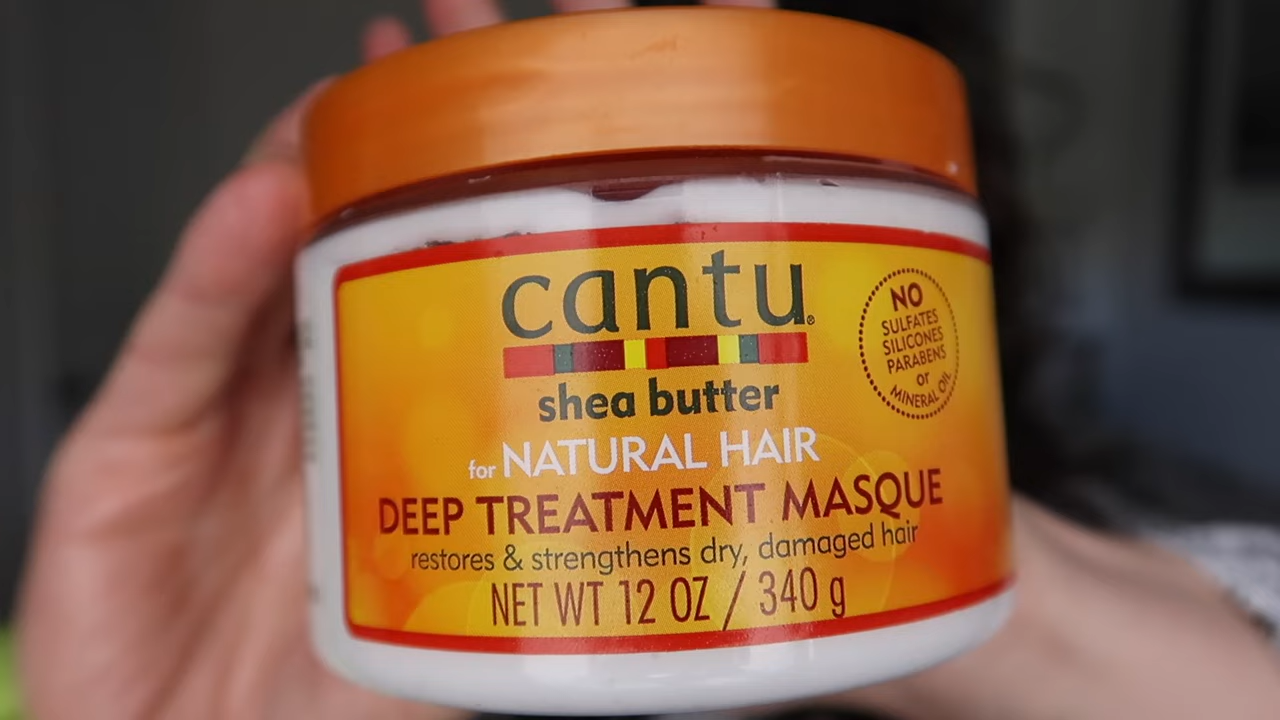 cantu®
shea butter
for NATURAL HAIR
DEEP TREATMENT MASQUE
restores & strengthens dry, damaged hair
NET WT 12 OZ / 340 g
NO
SULFATES
SILICONES
PARABENS
or
MINERAL OIL